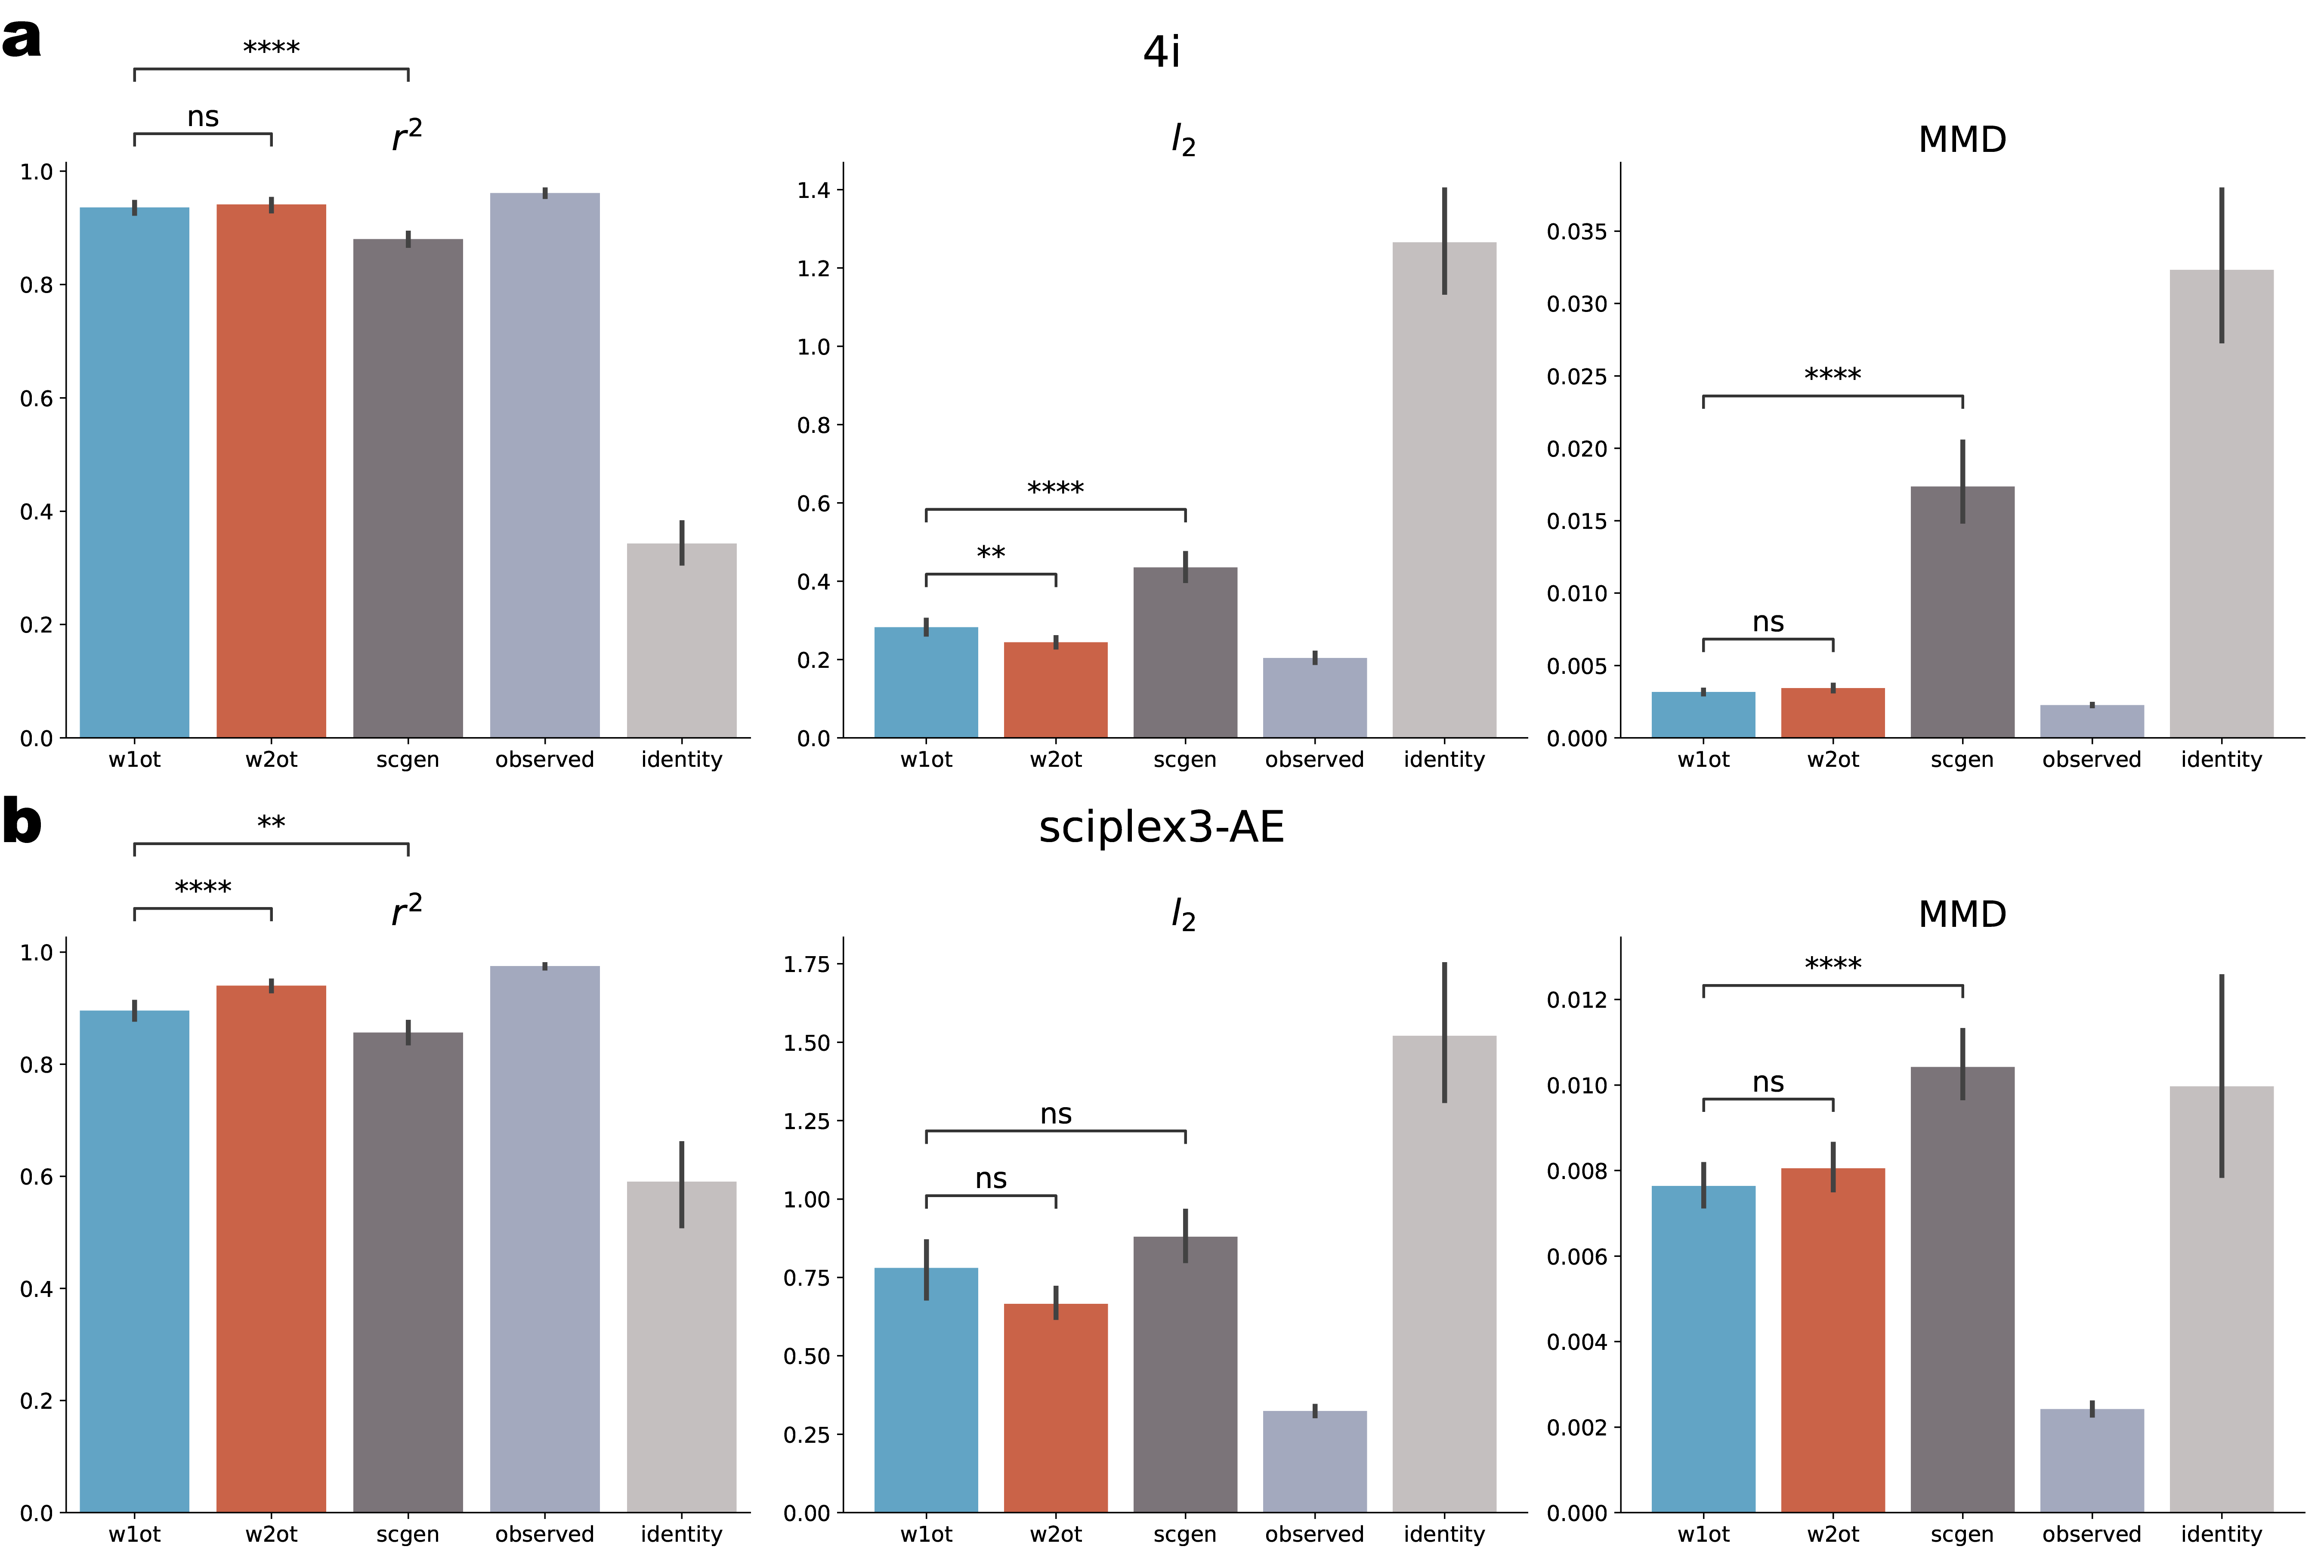 a
4i
****
ns
r²
1.0
0.8
0.6
0.4
0.2
0.0
w1ot w2ot scgen observed identity
l₂
****
**
1.4
1.2
1.0
0.8
0.6
0.4
0.2
0.0
w1ot w2ot scgen observed identity
MMD
****
ns
0.035
0.030
0.025
0.020
0.015
0.010
0.005
0.000
w1ot w2ot scgen observed identity
b
sciplex3-AE
**
****
r²
1.0
0.8
0.6
0.4
0.2
0.0
w1ot w2ot scgen observed identity
l₂
ns
ns
1.75
1.50
1.25
1.00
0.75
0.50
0.25
0.00
w1ot w2ot scgen observed identity
MMD
****
ns
0.012
0.010
0.008
0.006
0.004
0.002
0.000
w1ot w2ot scgen observed identity